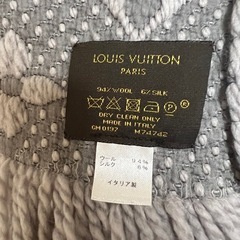 LOUIS VUITTON
PARIS
94%WOOL 6%SILK
DRY CLEAN ONLY
MADE IN ITALY
GM0197 M74742
ウール 94%
シルク 6%
イタリア製